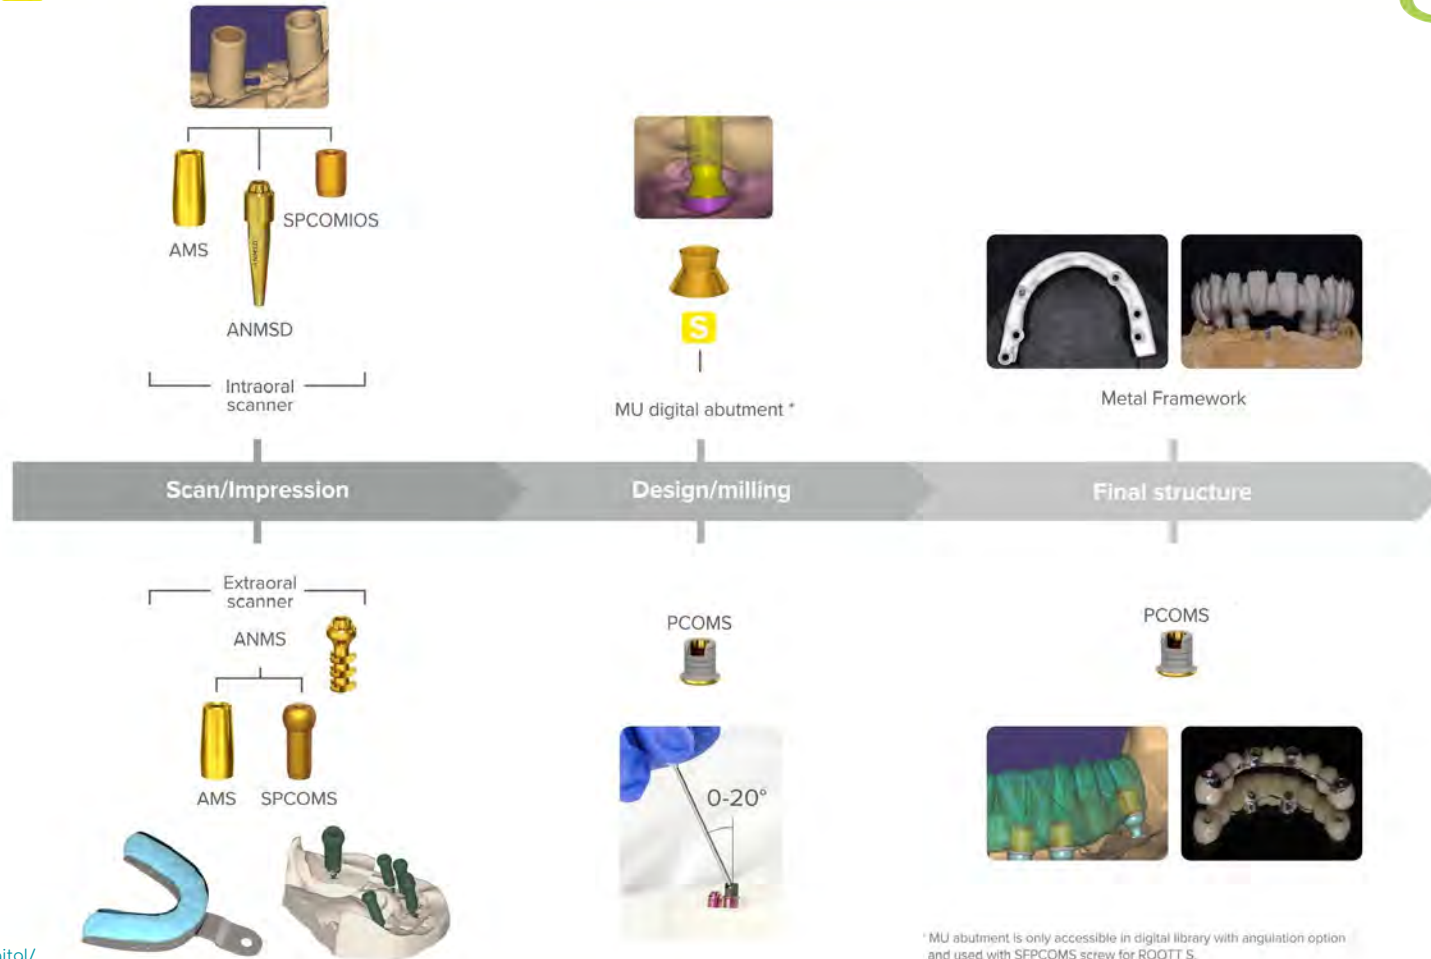 AMS
SPCOMIOS
ANMSD
Intraoral
scanner
S
MU digital abutment *
Metal Framework
Scan/Impression
Design/milling
Final structure
Extraoral
scanner
ANMS
AMS
SPCOMS
PCOMS
0-20°
PCOMS
* MU abutment is only accessible in digital library with angulation option
and used with SFPCOMS screw for ROOTT S.